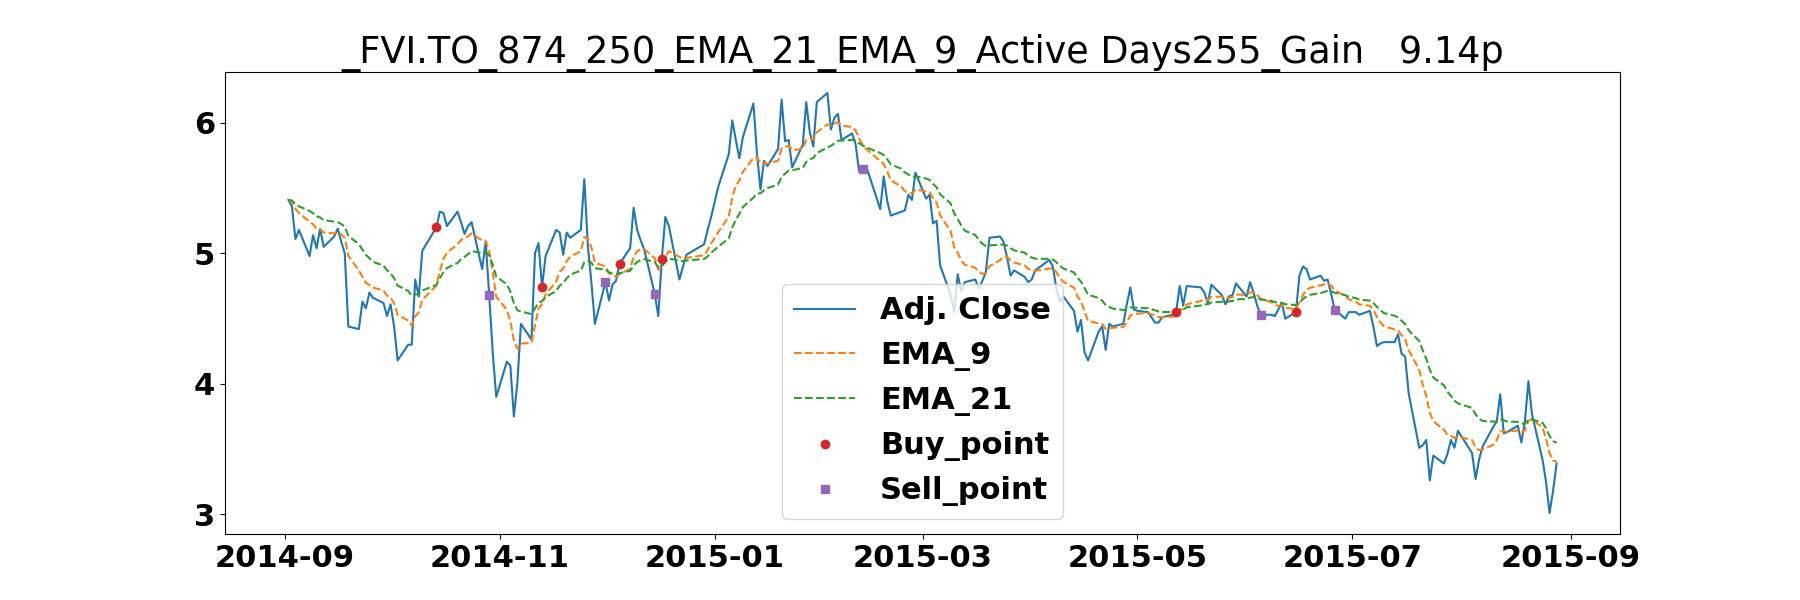 _FVI.TO_874_250_EMA_21_EMA_9_Active Days255_Gain   9.14p
6
5
4
3
Adj. Close
EMA_9
EMA_21
Buy_point
Sell_point
2014-09 2014-11 2015-01 2015-03 2015-05 2015-07 2015-09